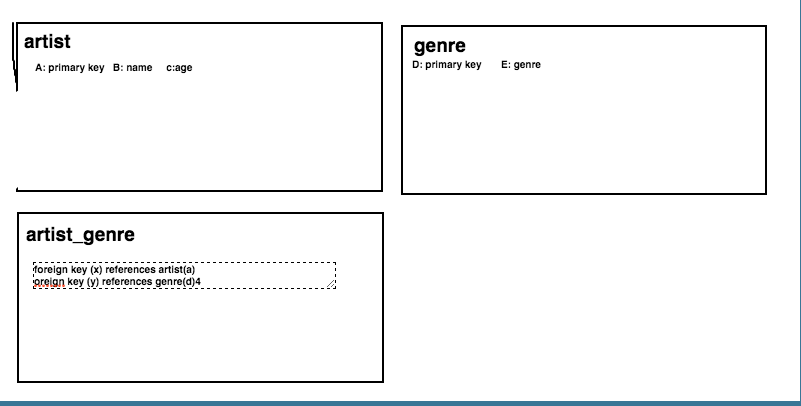 artist
A: primary key B: name c:age
genre
D: primary key E: genre
artist_genre
foreign key (x) references artist(a)
oreign key (y) references genre(d)4